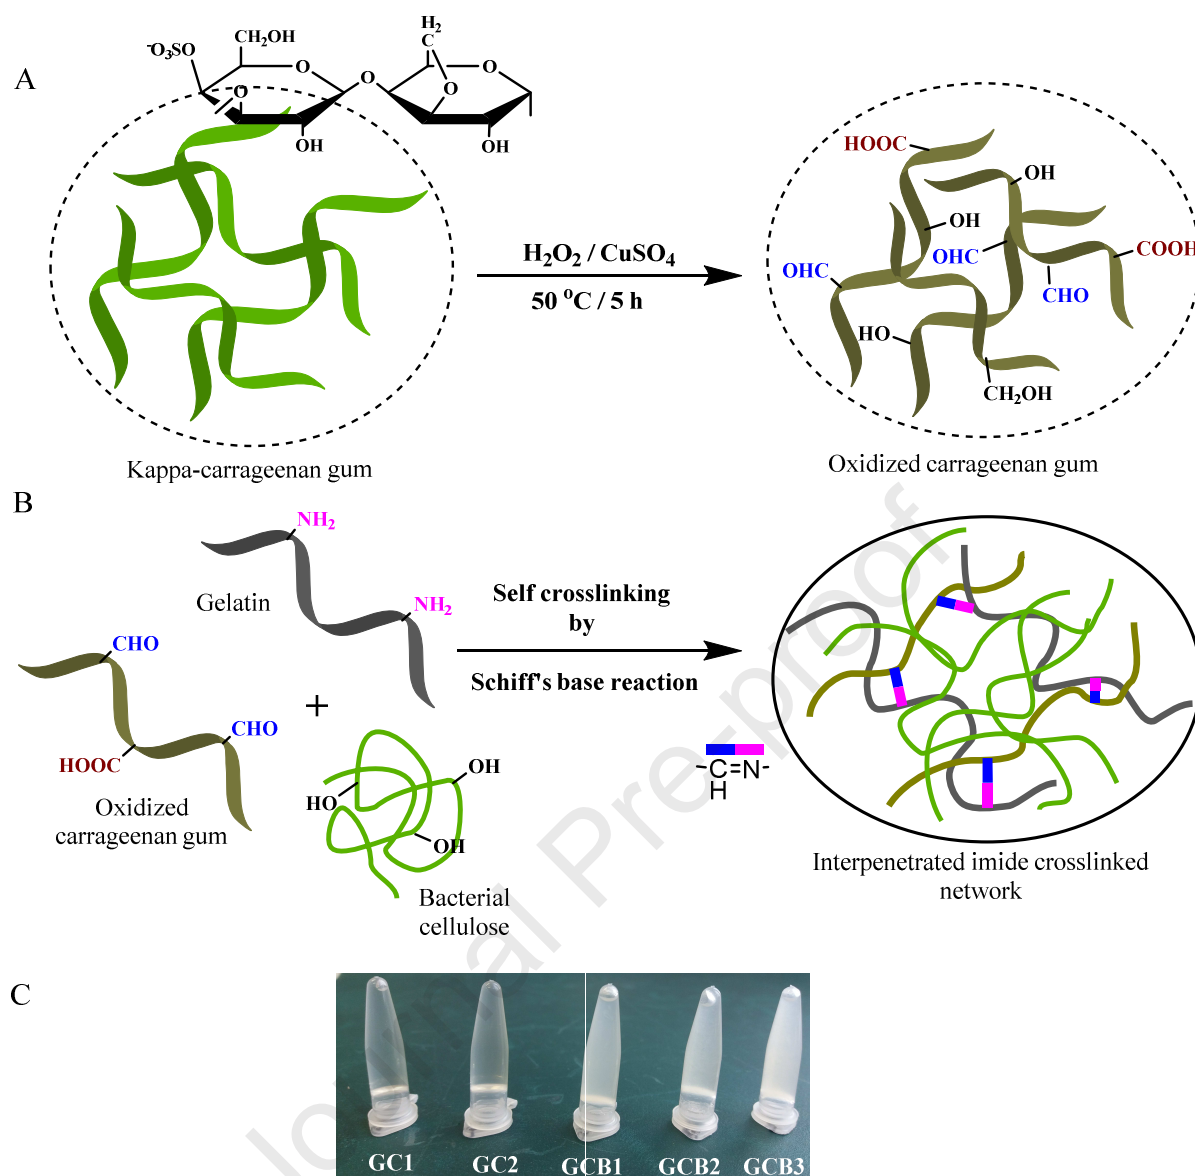 A
H2
C
CH2OH
-O3SO
O
O
O
O
O
OH
OH
HOOC
OH
OH
OHC
COOH
OHC
CHO
HO
CH2OH
H2O2 / CuSO4
50 oC / 5 h
Kappa-carrageenan gum
Oxidized carrageenan gum
B
NH2
Gelatin
NH2
CHO
CHO
HOOC
Oxidized
carrageenan gum
+
OH
HO
OH
Bacterial
cellulose
Self crosslinking
by
Schiff's base reaction
-C=N-
H
Interpenetrated imide crosslinked
network
C
GC1 GC2 GCB1 GCB2 GCB3
Journal Pre-proof